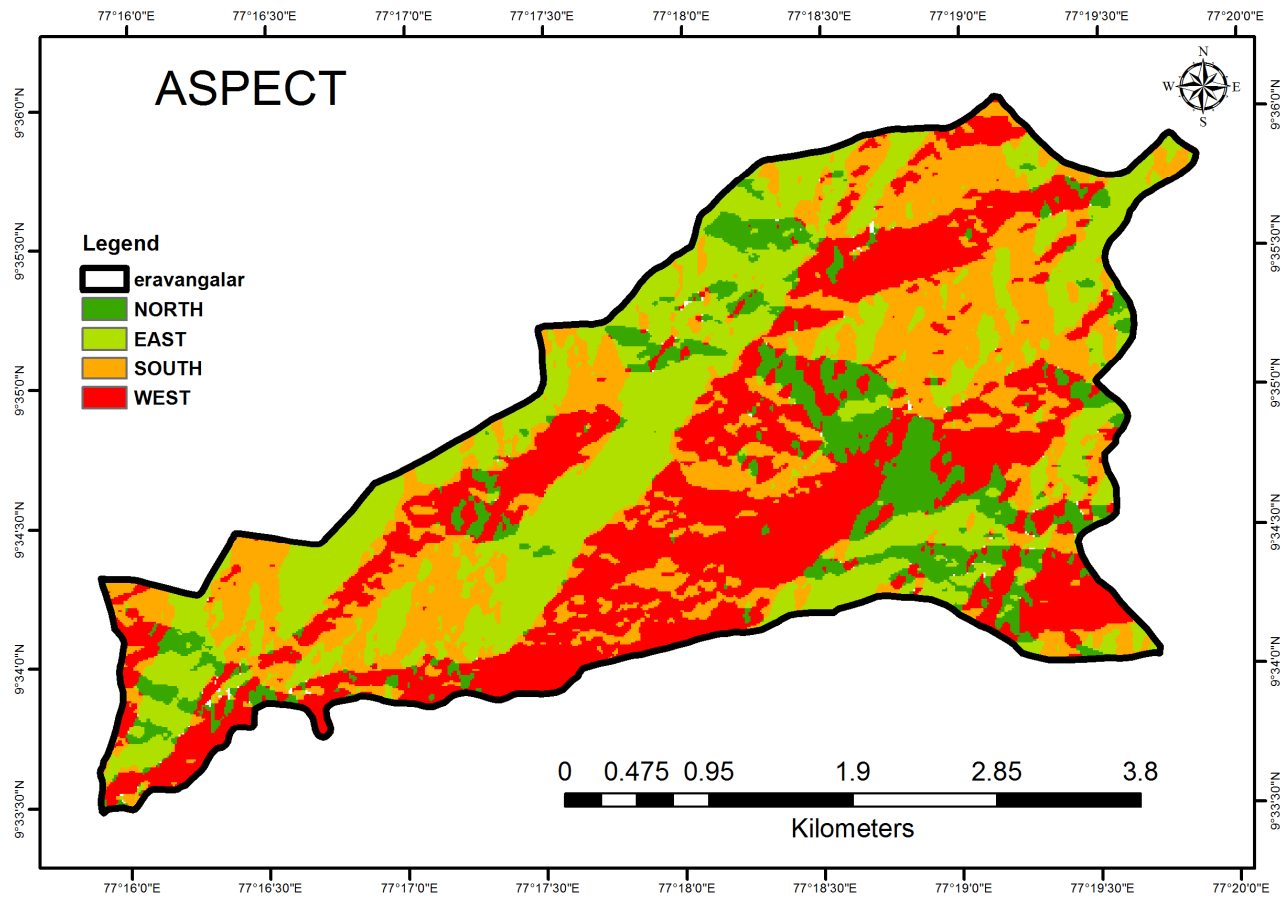 77°16'0"E 77°16'30"E 77°17'0"E 77°17'30"E 77°18'0"E 77°18'30"E 77°19'0"E 77°19'30"E 77°20'0"E
ASPECT
N
W E
S
9°36'0"N 9°36'0"N
9°35'30"N 9°35'30"N
Legend
eravangalar
NORTH
EAST
SOUTH
WEST
9°35'0"N 9°35'0"N
9°34'30"N 9°34'30"N
9°34'0"N 9°34'0"N
0 0.475 0.95 1.9 2.85 3.8
Kilometers
9°33'30"N 9°33'30"N
77°16'0"E 77°16'30"E 77°17'0"E 77°17'30"E 77°18'0"E 77°18'30"E 77°19'0"E 77°19'30"E 77°20'0"E